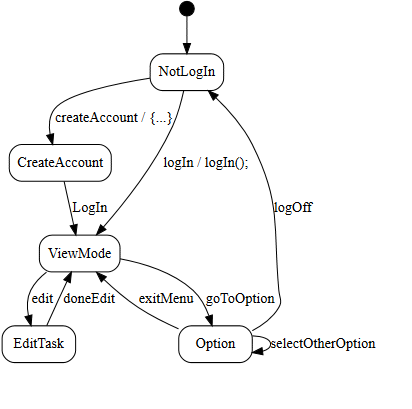 NotLogIn
createAccount / {...}
logIn / logIn();
CreateAccount
LogIn
logOff
ViewMode
edit
doneEdit
exitMenu
goToOption
EditTask
Option
selectOtherOption